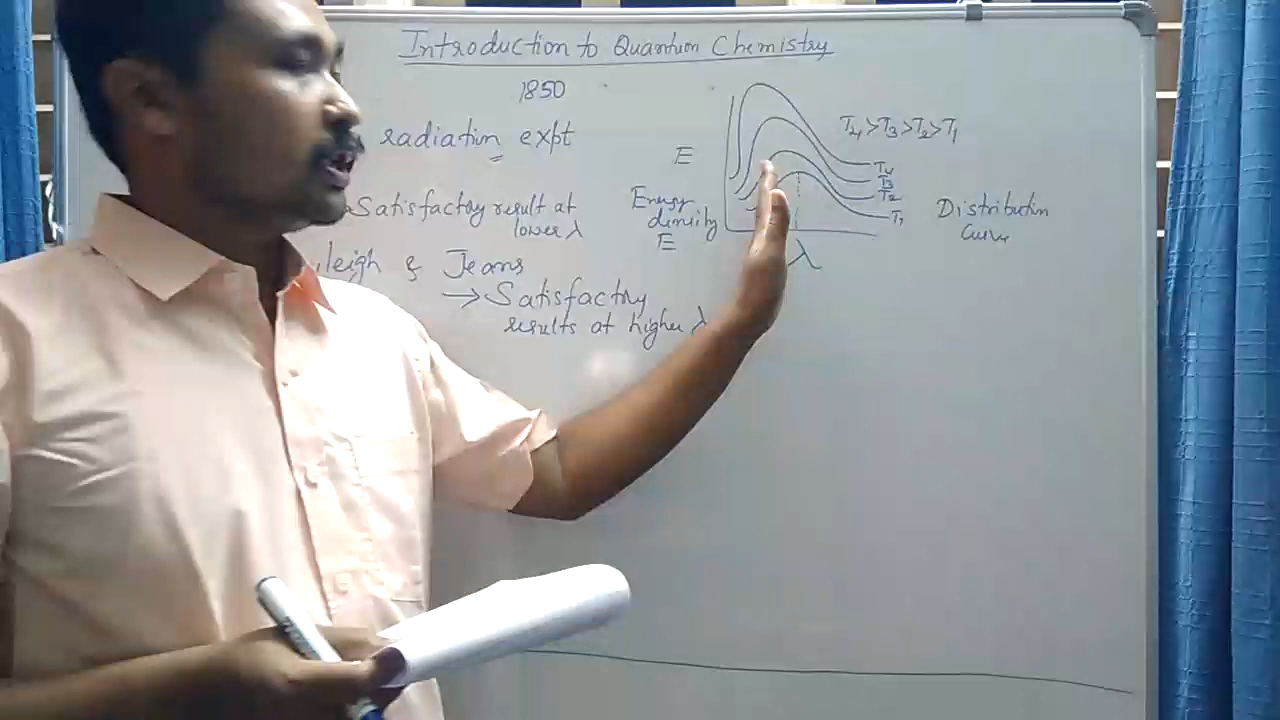 Introduction to Quantum Chemistry
1850
radiation expt
Satisfactory result at
lower λ
leigh & Jeans
→ Satisfactory
results at higher λ
E
Energy
density
E
λ
T4 > T3 > T2 > T1
T4
T3
T2
T1
Distribution
Curve